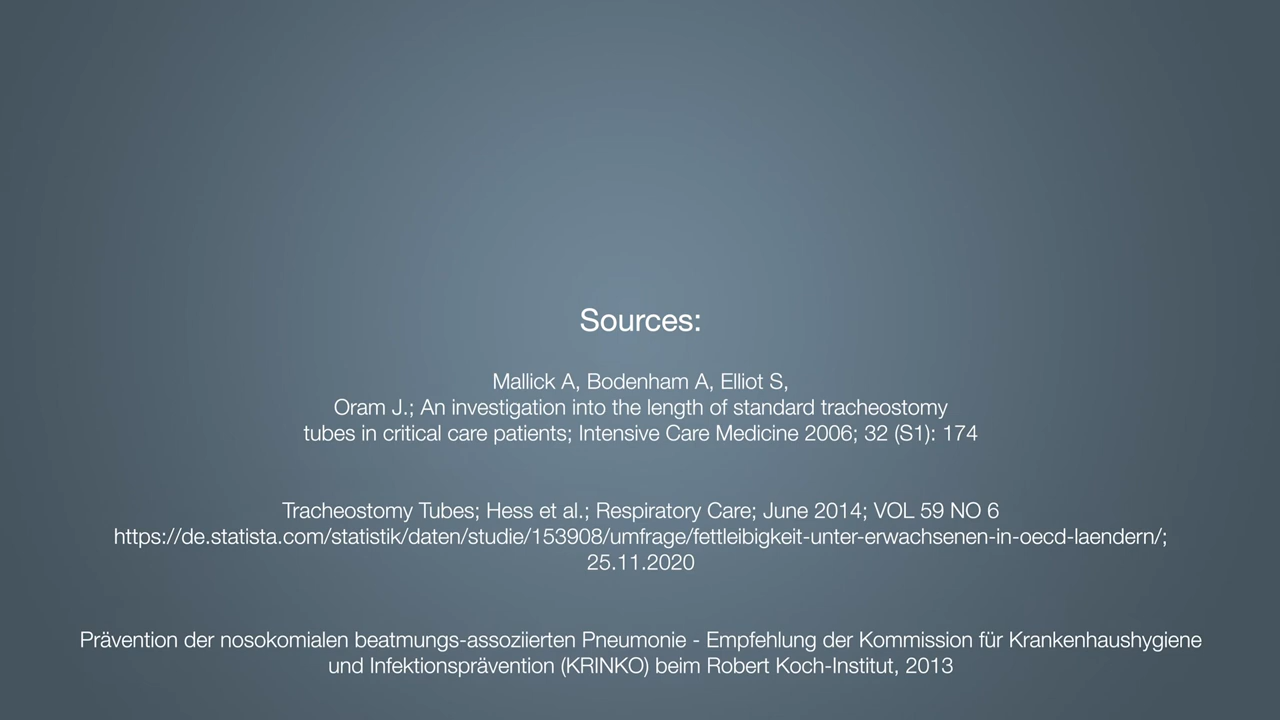 Sources:
Mallick A, Bodenham A, Elliot S,
Oram J.; An investigation into the length of standard tracheostomy
tubes in critical care patients; Intensive Care Medicine 2006; 32 (S1): 174
Tracheostomy Tubes; Hess et al.; Respiratory Care; June 2014; VOL 59 NO 6
https://de.statista.com/statistik/daten/studie/153908/umfrage/fettleibigkeit-unter-erwachsenen-in-oecd-laendern/;
25.11.2020
Prävention der nosokomialen beatmungs-assoziierten Pneumonie - Empfehlung der Kommission für Krankenhaushygiene
und Infektionsprävention (KRINKO) beim Robert Koch-Institut, 2013